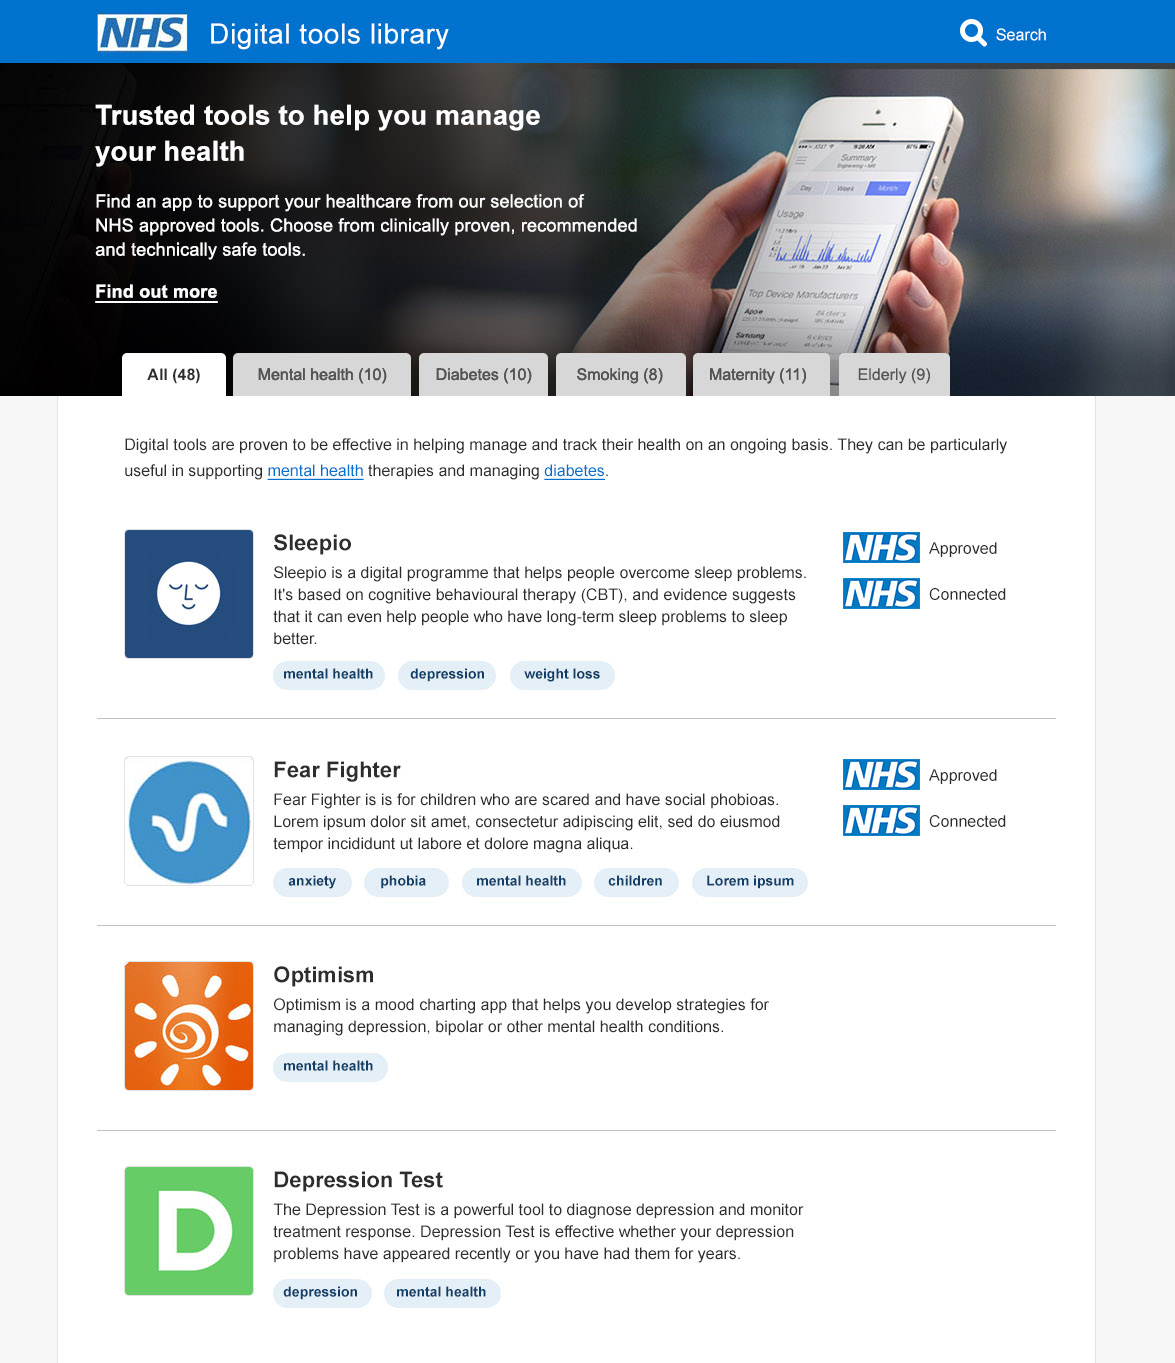 NHS Digital tools library
Search
Trusted tools to help you manage
your health
Find an app to support your healthcare from our selection of
NHS approved tools. Choose from clinically proven, recommended
and technically safe tools.
Find out more
Summary
Day Week Month
Usage
Top Device Manufacturers
Apple
Samsung
All (48)
Mental health (10)
Diabetes (10)
Smoking (8)
Maternity (11)
Elderly (9)
Digital tools are proven to be effective in helping manage and track their health on an ongoing basis. They can be particularly
useful in supporting mental health therapies and managing diabetes.
Sleepio
Sleepio is a digital programme that helps people overcome sleep problems.
It's based on cognitive behavioural therapy (CBT), and evidence suggests
that it can even help people who have long-term sleep problems to sleep
better.
mental health
depression
weight loss
NHS Approved
NHS Connected
Fear Fighter
Fear Fighter is is for children who are scared and have social phobioas.
Lorem ipsum dolor sit amet, consectetur adipiscing elit, sed do eiusmod
tempor incididunt ut labore et dolore magna aliqua.
anxiety
phobia
mental health
children
Lorem ipsum
NHS Approved
NHS Connected
Optimism
Optimism is a mood charting app that helps you develop strategies for
managing depression, bipolar or other mental health conditions.
mental health
D
Depression Test
The Depression Test is a powerful tool to diagnose depression and monitor
treatment response. Depression Test is effective whether your depression
problems have appeared recently or you have had them for years.
depression
mental health